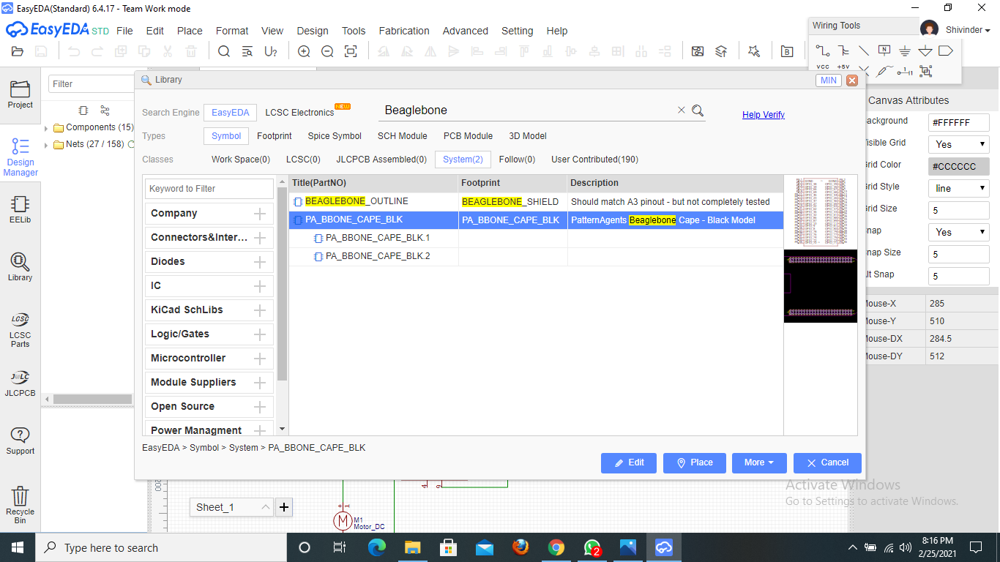 EasyEDA(Standard) 6.4.17 - Team Work mode
EasyEDA STD File Edit Place Format View Design Tools Fabrication Advanced Setting Help
Wiring Tools
Shivinder
VCC +5V
Project
Design Manager
EELib
Library
LCSC
LCSC Parts
JLCPCB
Support
Recycle Bin
Filter
Components (15)
Nets (27 / 158)
Library
MIN
Search Engine EasyEDA LCSC Electronics NEW Beaglebone Help Verify
Types Symbol Footprint Spice Symbol SCH Module PCB Module 3D Model
Classes Work Space(0) LCSC(0) JLCPCB Assembled(0) System(2) Follow(0) User Contributed(190)
Keyword to Filter
Company
Connectors&Inter...
Diodes
IC
KiCad SchLibs
Logic/Gates
Microcontroller
Module Suppliers
Open Source
Power Managment
Title(PartNO) Footprint Description
BEAGLEBONE_OUTLINE BEAGLEBONE_SHIELD Should match A3 pinout - but not completely tested
PA_BBONE_CAPE_BLK PA_BBONE_CAPE_BLK PatternAgents Beaglebone Cape - Black Model
PA_BBONE_CAPE_BLK.1
PA_BBONE_CAPE_BLK.2
EasyEDA > Symbol > System > PA_BBONE_CAPE_BLK
Edit Place More Cancel
Canvas Attributes
ackground #FFFFFF
isible Grid Yes
rid Color #CCCCCC
rid Style line
rid Size 5
nap Yes
nap Size 5
lt Snap 5
Mouse-X 285
Mouse-Y 510
Mouse-DX 284.5
Mouse-DY 512
4 9
Sheet_1
M
M1
Motor_DC
Activate Windows
Go to Settings to activate Windows.
Type here to search
2
8:16 PM
2/25/2021